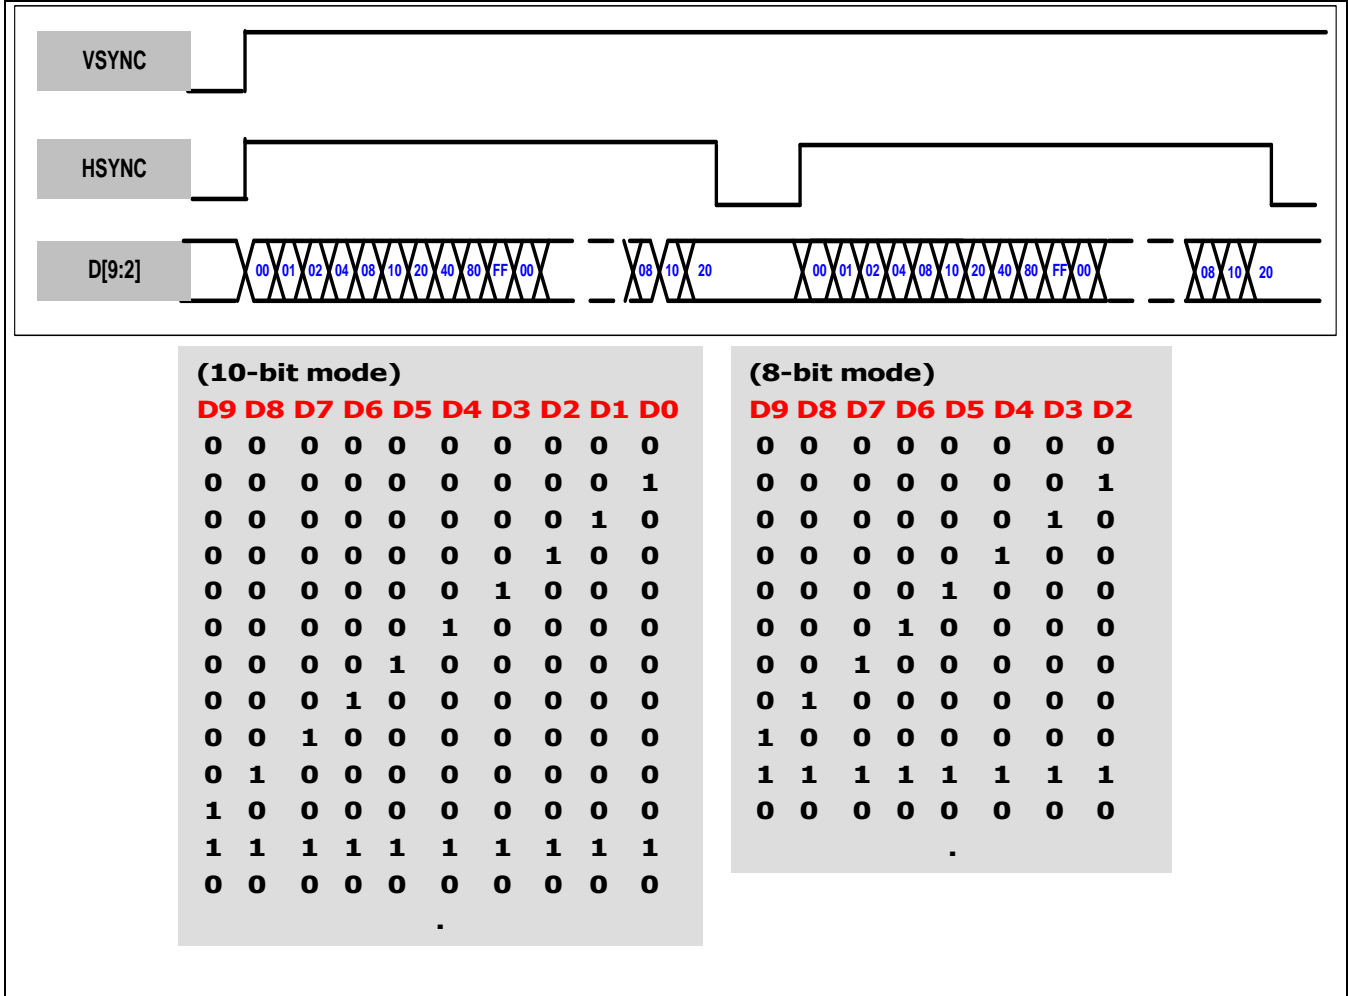 VSYNC
HSYNC
D[9:2]
00 01 02 04 08 10 20 40 80 FF 00 08 10 20 00 01 02 04 08 10 20 40 80 FF 00 08 10 20
(10-bit mode)
D9 D8 D7 D6 D5 D4 D3 D2 D1 D0
0 0 0 0 0 0 0 0 0 0
0 0 0 0 0 0 0 0 0 1
0 0 0 0 0 0 0 0 1 0
0 0 0 0 0 0 0 1 0 0
0 0 0 0 0 0 1 0 0 0
0 0 0 0 0 1 0 0 0 0
0 0 0 0 1 0 0 0 0 0
0 0 0 1 0 0 0 0 0 0
0 0 1 0 0 0 0 0 0 0
0 1 0 0 0 0 0 0 0 0
1 0 0 0 0 0 0 0 0 0
1 1 1 1 1 1 1 1 1 1
0 0 0 0 0 0 0 0 0 0
.
(8-bit mode)
D9 D8 D7 D6 D5 D4 D3 D2
0 0 0 0 0 0 0 0
0 0 0 0 0 0 0 1
0 0 0 0 0 0 1 0
0 0 0 0 0 1 0 0
0 0 0 0 1 0 0 0
0 0 0 1 0 0 0 0
0 0 1 0 0 0 0 0
0 1 0 0 0 0 0 0
1 0 0 0 0 0 0 0
1 1 1 1 1 1 1 1
0 0 0 0 0 0 0 0
.